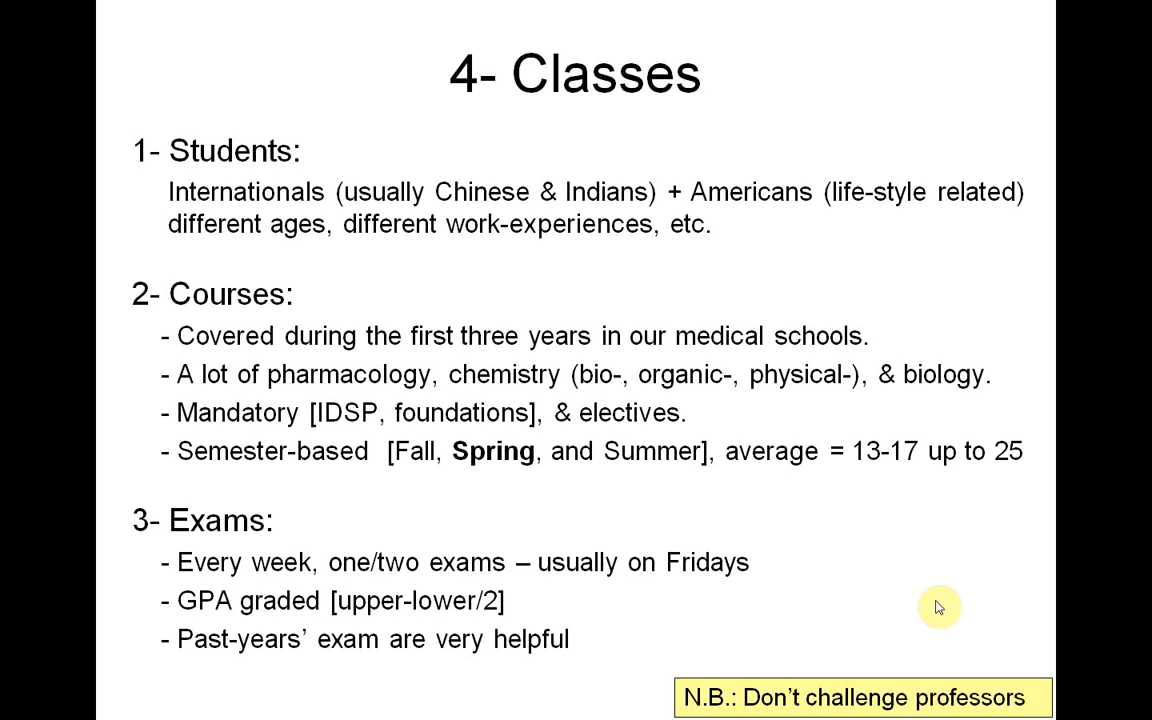 4- Classes
1- Students:
Internationals (usually Chinese & Indians) + Americans (life-style related)
different ages, different work-experiences, etc.
2- Courses:
- Covered during the first three years in our medical schools.
- A lot of pharmacology, chemistry (bio-, organic-, physical-), & biology.
- Mandatory [IDSP, foundations], & electives.
- Semester-based [Fall, Spring, and Summer], average = 13-17 up to 25
3- Exams:
- Every week, one/two exams – usually on Fridays
- GPA graded [upper-lower/2]
- Past-years’ exam are very helpful
N.B.: Don’t challenge professors